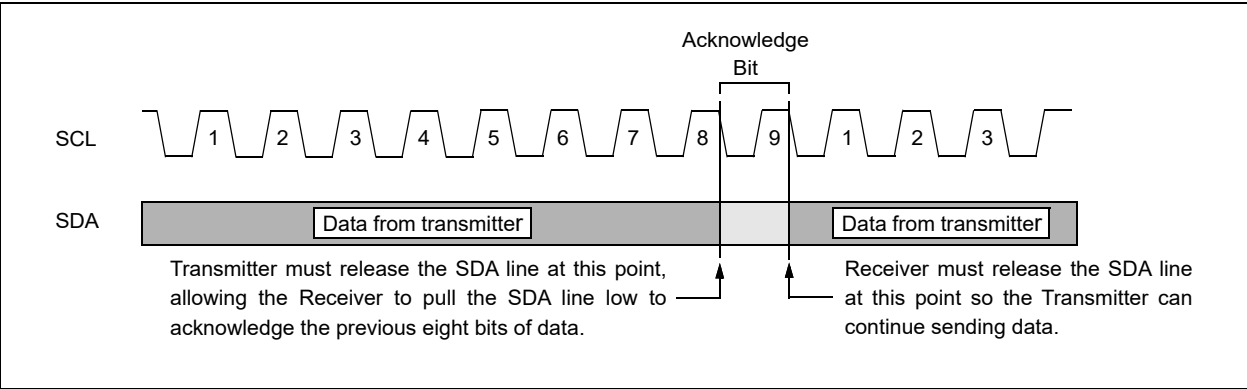 Acknowledge
Bit
SCL
1 2 3 4 5 6 7 8 9 1 2 3
SDA
Data from transmitter
Data from transmitter
Transmitter must release the SDA line at this point,
allowing the Receiver to pull the SDA line low to
acknowledge the previous eight bits of data.
Receiver must release the SDA line
at this point so the Transmitter can
continue sending data.